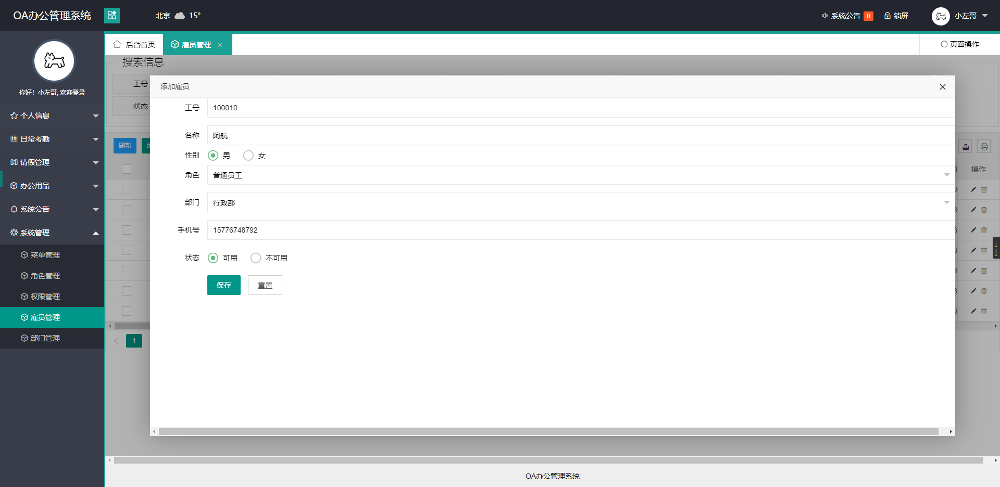 OA办公管理系统
北京 15°
系统公告 0
锁屏
小左哥
你好！小左哥, 欢迎登录
个人信息
日常考勤
请假管理
办公用品
系统公告
系统管理
菜单管理
角色管理
权限管理
雇员管理
部门管理
后台首页
雇员管理
页面操作
搜索信息
工号
状态
刷新
操作
1
添加雇员
工号 100010
名称 阿航
性别 男 女
角色 普通员工
部门 行政部
手机号 15776748792
状态 可用 不可用
保存 重置
OA办公管理系统